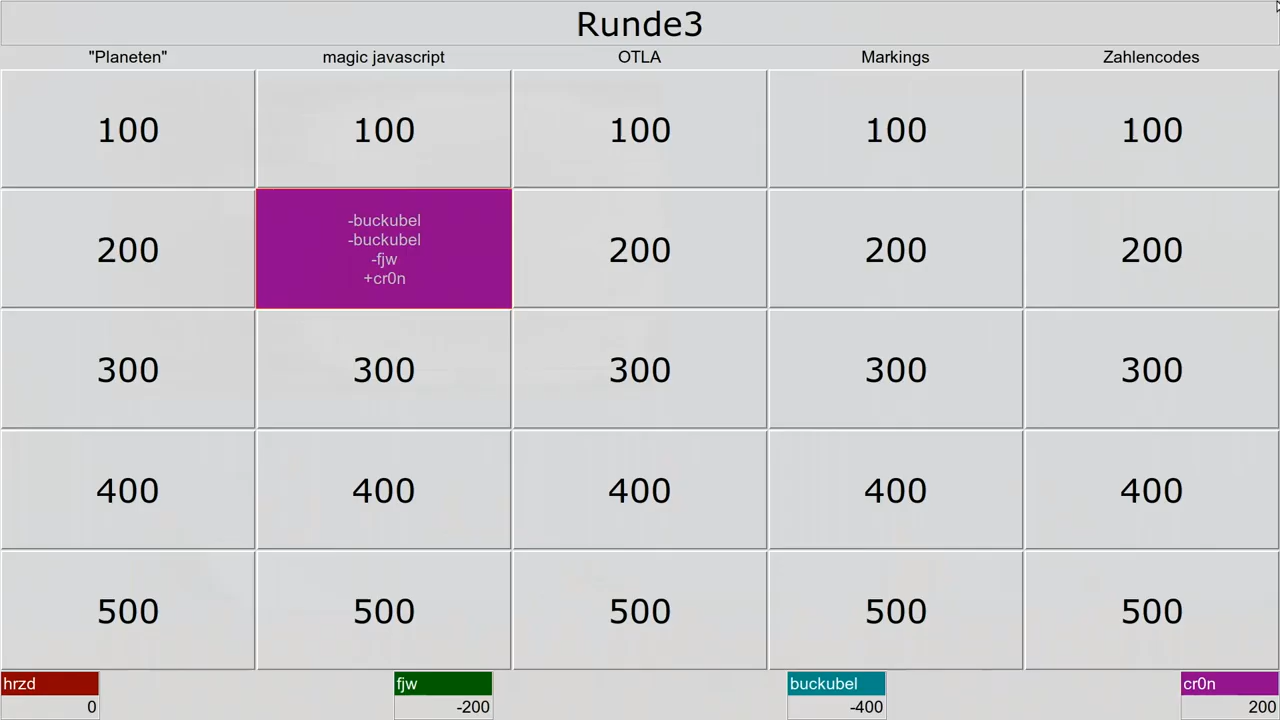 Runde3
"Planeten" magic javascript OTLA Markings Zahlencodes
100 100 100 100 100
200 -buckubel 200 200 200
-buckubel
-fjw
+cr0n
300 300 300 300 300
400 400 400 400 400
500 500 500 500 500
hrzd fjw buckubel cr0n
0 -200 -400 200